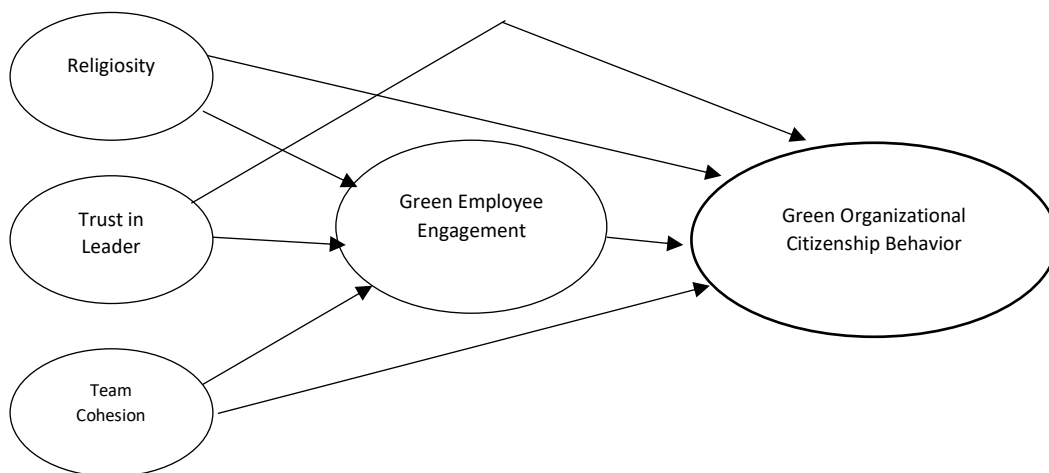 Religiosity
Trust in
Leader
Team
Cohesion
Green Employee
Engagement
Green Organizational
Citizenship Behavior